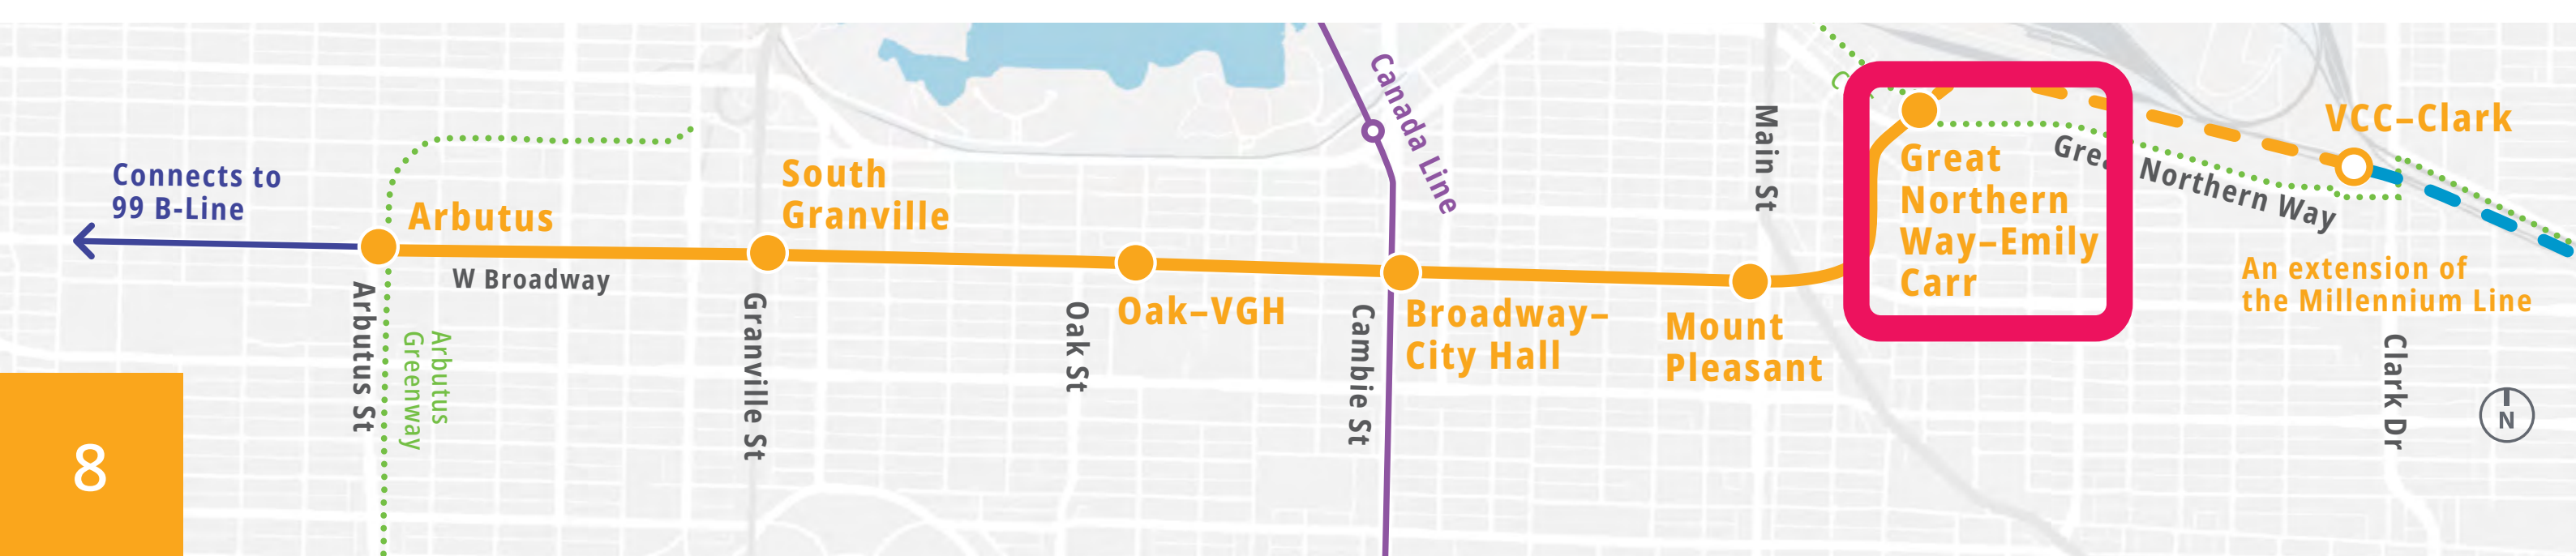 Connects to
99 B-Line
Arbutus
W Broadway
Arbutus St
Arbutus
Greenway
South
Granville
Granville St
Oak St
Oak–VGH
Canada Line
Cambie St
Broadway–
City Hall
Main St
Mount
Pleasant
C
Great
Northern
Way–Emily
Carr
Great Northern Way
VCC–Clark
An extension of
the Millennium Line
Clark Dr
N
8